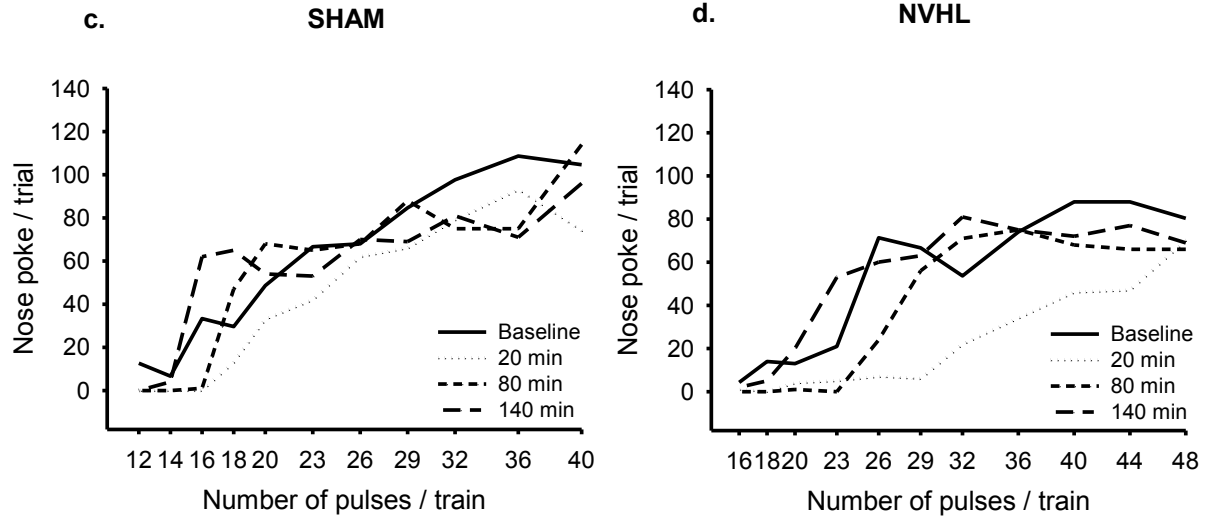 c.
SHAM
140
120
100
80
60
40
20
0
Nose poke / trial
Baseline
20 min
80 min
140 min
12 14 16 18 20 23 26 29 32 36 40
Number of pulses / train
d.
NVHL
140
120
100
80
60
40
20
0
Nose poke / trial
Baseline
20 min
80 min
140 min
16 18 20 23 26 29 32 36 40 44 48
Number of pulses / train